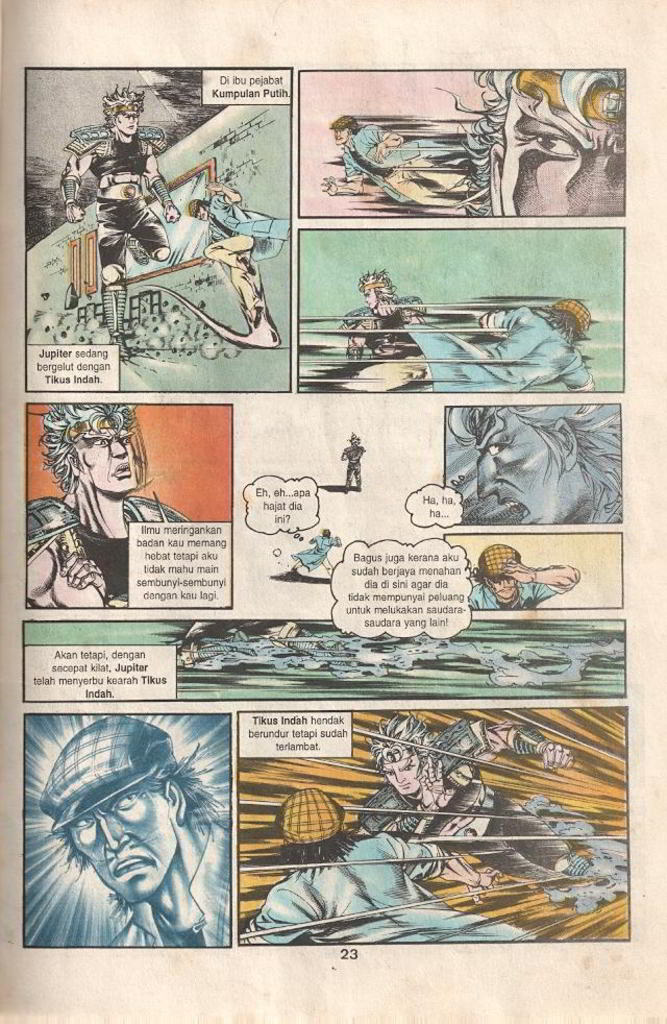 Di ibu pejabat
Kumpulan Putih.
Jupiter sedang
bergelut dengan
Tikus Indah.
Ilmu meringankan
badan kau memang
hebat tetapi aku
tidak mahu main
sembunyi-sembunyi
dengan kau lagi.
Eh, eh...apa
hajat dia
ini?
Ha, ha,
ha...
Bagus juga kerana aku
sudah berjaya menahan
dia di sini agar dia
tidak mempunyai peluang
untuk melukakan saudara-
saudara yang lain!
Akan tetapi, dengan
secepat kilat, Jupiter
telah menyerbu kearah Tikus
Indah.
Tikus Indah hendak
berundur tetapi sudah
terlambat.
23